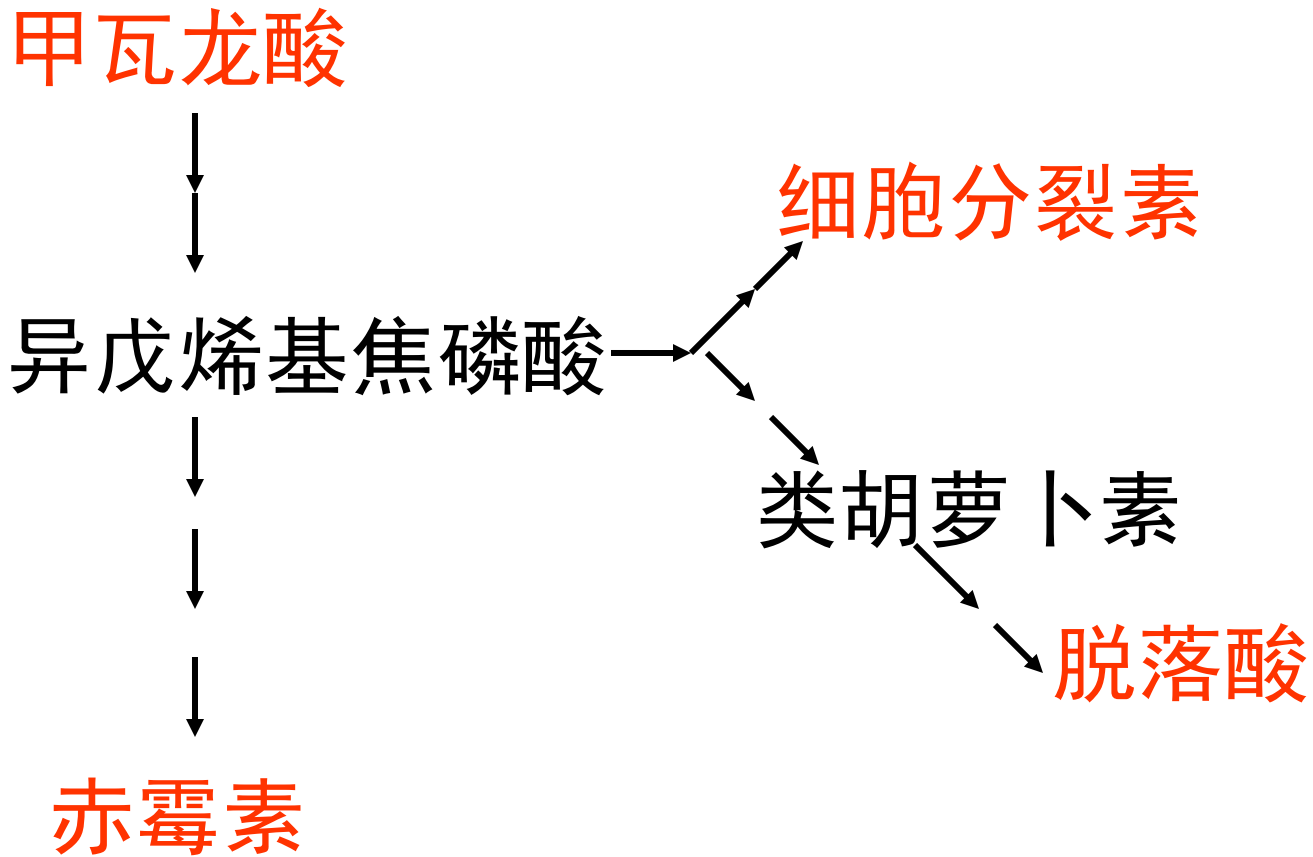 甲瓦龙酸
细胞分裂素
异戊烯基焦磷酸
类胡萝卜素
脱落酸
赤霉素